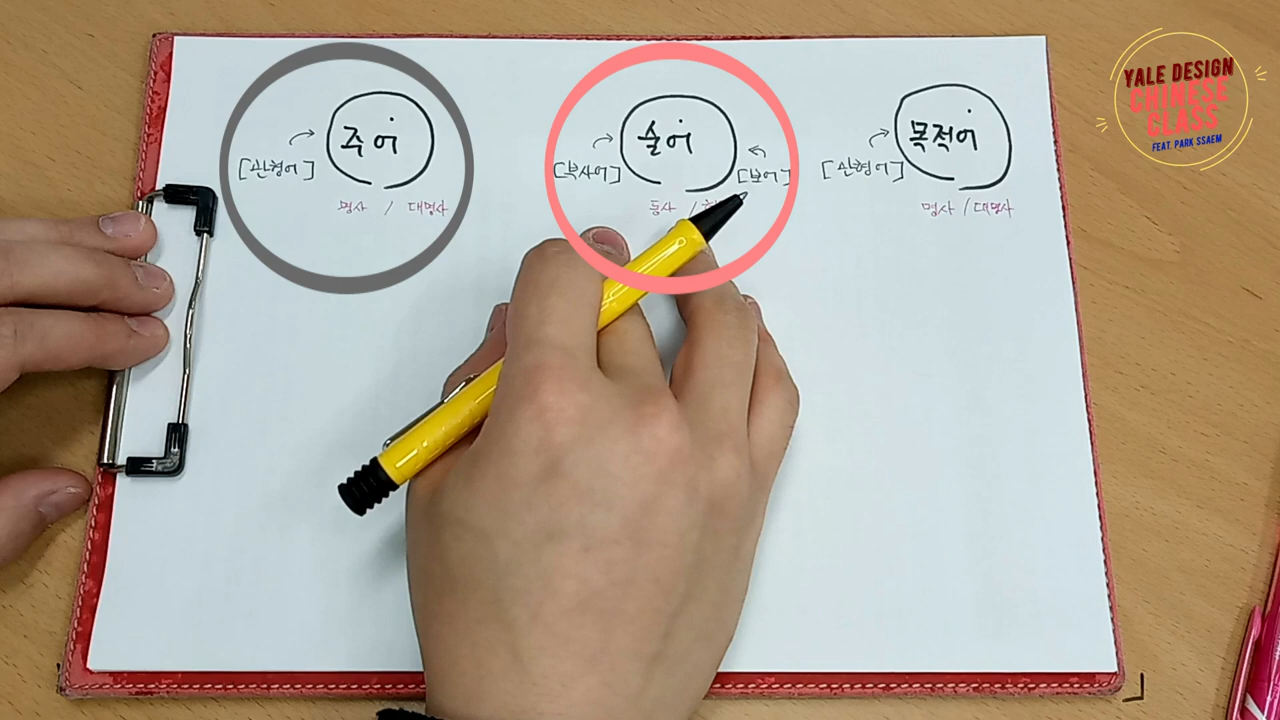 주어
[관형어]
명사 / 대명사
술어
[부사어]
[보어]
동사 /
목적어
[관형어]
명사 / 대명사
YALE DESIGN
CHINESE
CLASS
FEAT. PARK SSAEM